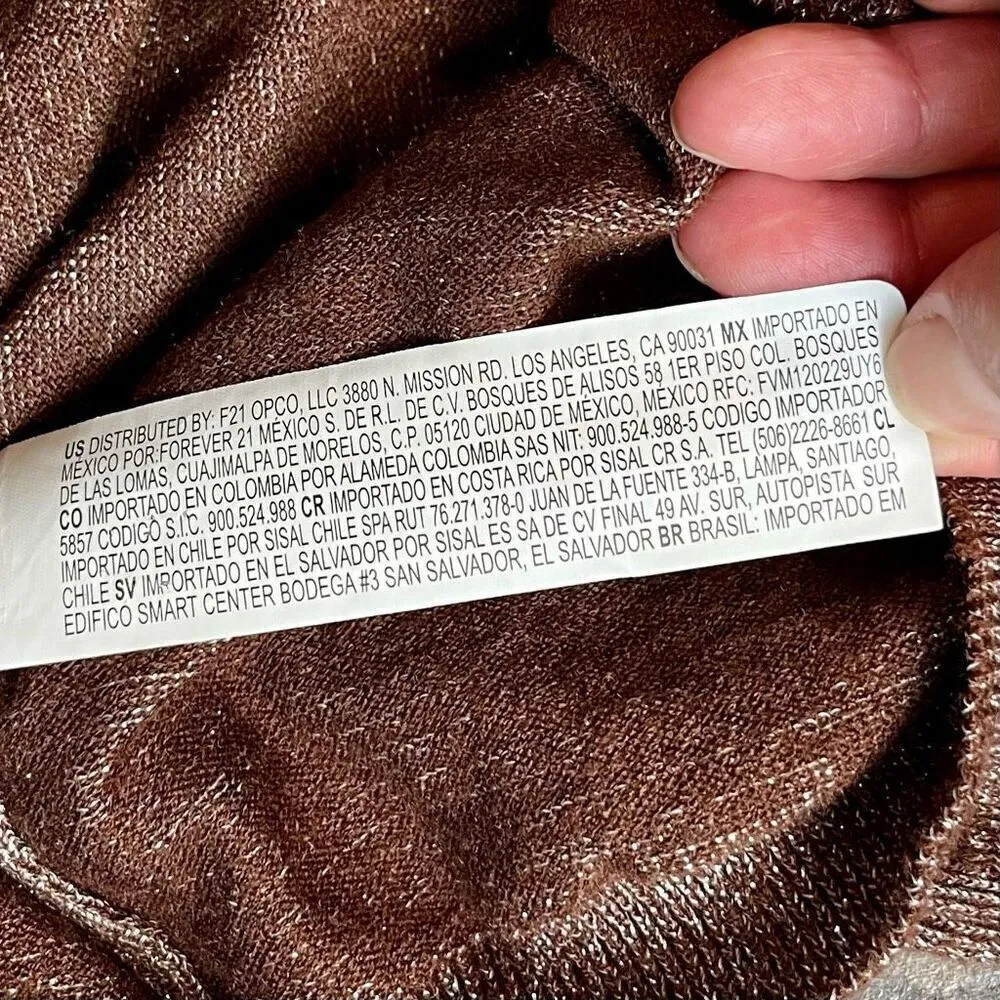 US DISTRIBUTED BY: F21 OPCO, LLC 3880 N. MISSION RD. LOS ANGELES, CA 90031 MX IMPORTADO EN
MÉXICO POR:FOREVER 21 MÉXICO S. DE R.L. DE C.V. BOSQUES DE ALISOS 58 1ER PISO COL. BOSQUES
DE LAS LOMAS, CUAJIMALPA DE MORELOS, C.P. 05120 CIUDAD DE MÉXICO, MÉXICO RFC: FVM120229UY6
CO IMPORTADO EN COLOMBIA POR ALAMEDA COLOMBIA SAS NIT: 900.524.988-5 CODIGO IMPORTADOR
5857 CODIGO S.I.C. 900.524.988 CR IMPORTADO EN COSTA RICA POR SISAL CR S.A. TEL (506)2226-8661 CL
IMPORTADO EN CHILE POR SISAL CHILE SPA RUT 76.271.378-0 JUAN DE LA FUENTE 334-B, LAMPA, SANTIAGO,
CHILE SV IMPORTADO EN EL SALVADOR POR SISAL ES SA DE CV FINAL 49 AV. SUR, AUTOPISTA SUR
EDIFICO SMART CENTER BODEGA #3 SAN SALVADOR, EL SALVADOR BR BRASIL: IMPORTADO EM